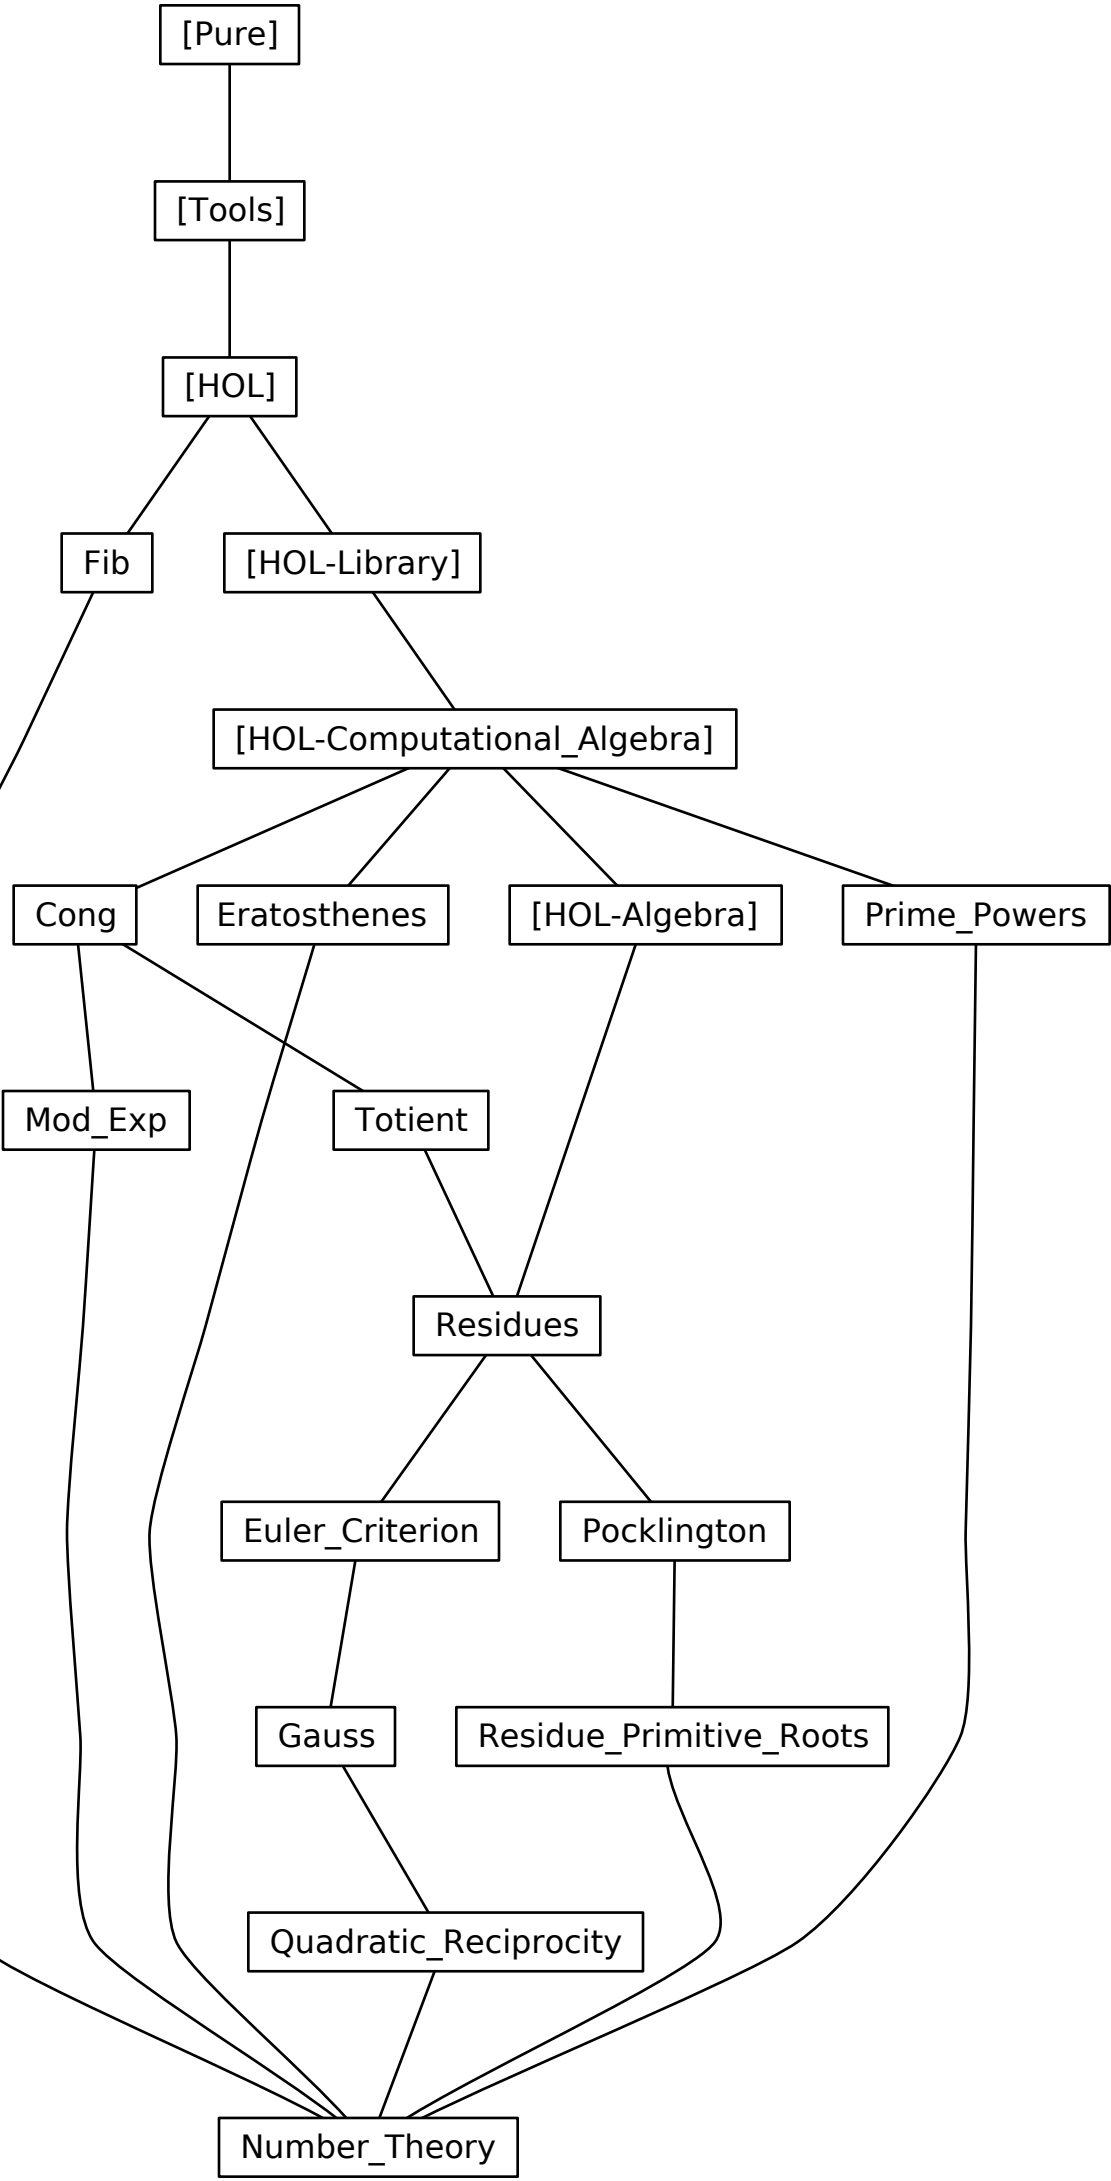 [Pure]
[Tools]
[HOL]
Fib
[HOL-Library]
[HOL-Computational_Algebra]
Cong
Eratosthenes
[HOL-Algebra]
Prime_Powers
Mod_Exp
Totient
Residues
Euler_Criterion
Pocklington
Gauss
Residue_Primitive_Roots
Quadratic_Reciprocity
Number_Theory